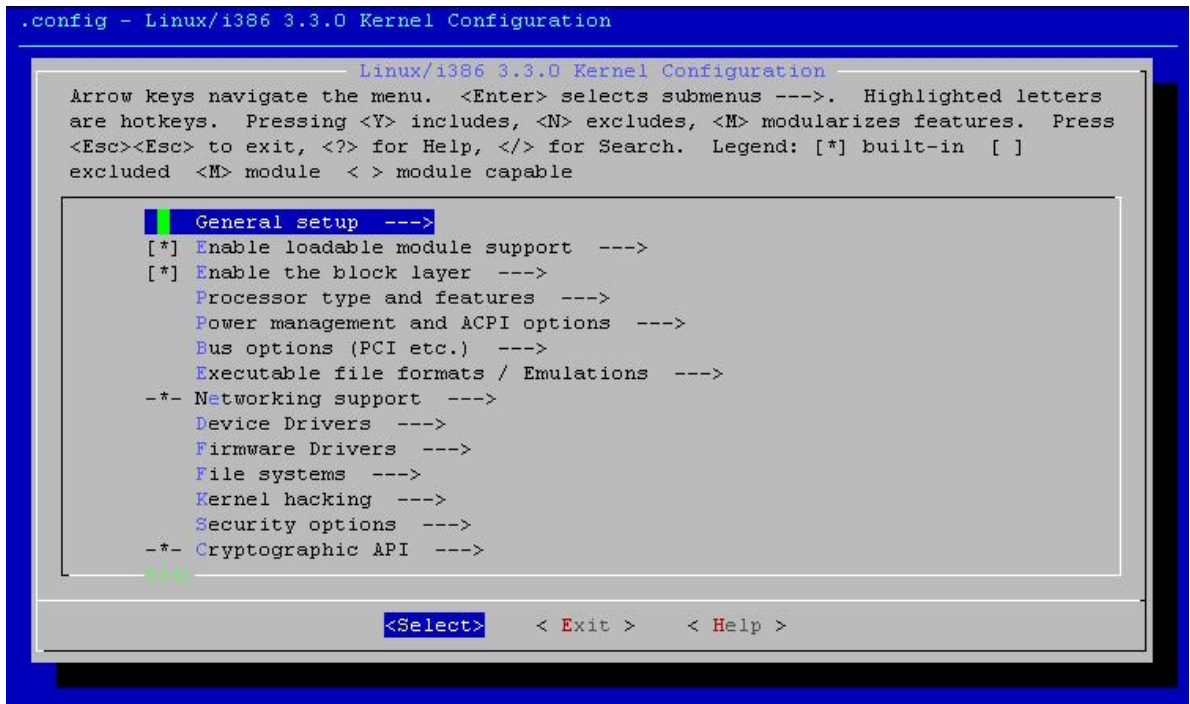 .config - Linux/i386 3.3.0 Kernel Configuration
Linux/i386 3.3.0 Kernel Configuration
Arrow keys navigate the menu.  <Enter> selects submenus --->.  Highlighted letters
are hotkeys.  Pressing <Y> includes, <N> excludes, <M> modularizes features.  Press
<Esc><Esc> to exit, <?> for Help, </> for Search.  Legend: [*] built-in  [ ]
excluded  <M> module  < > module capable
General setup  --->
[*] Enable loadable module support  --->
[*] Enable the block layer  --->
Processor type and features  --->
Power management and ACPI options  --->
Bus options (PCI etc.)  --->
Executable file formats / Emulations  --->
-*- Networking support  --->
Device Drivers  --->
Firmware Drivers  --->
File systems  --->
Kernel hacking  --->
Security options  --->
-*- Cryptographic API  --->
<Select>    < Exit >    < Help >